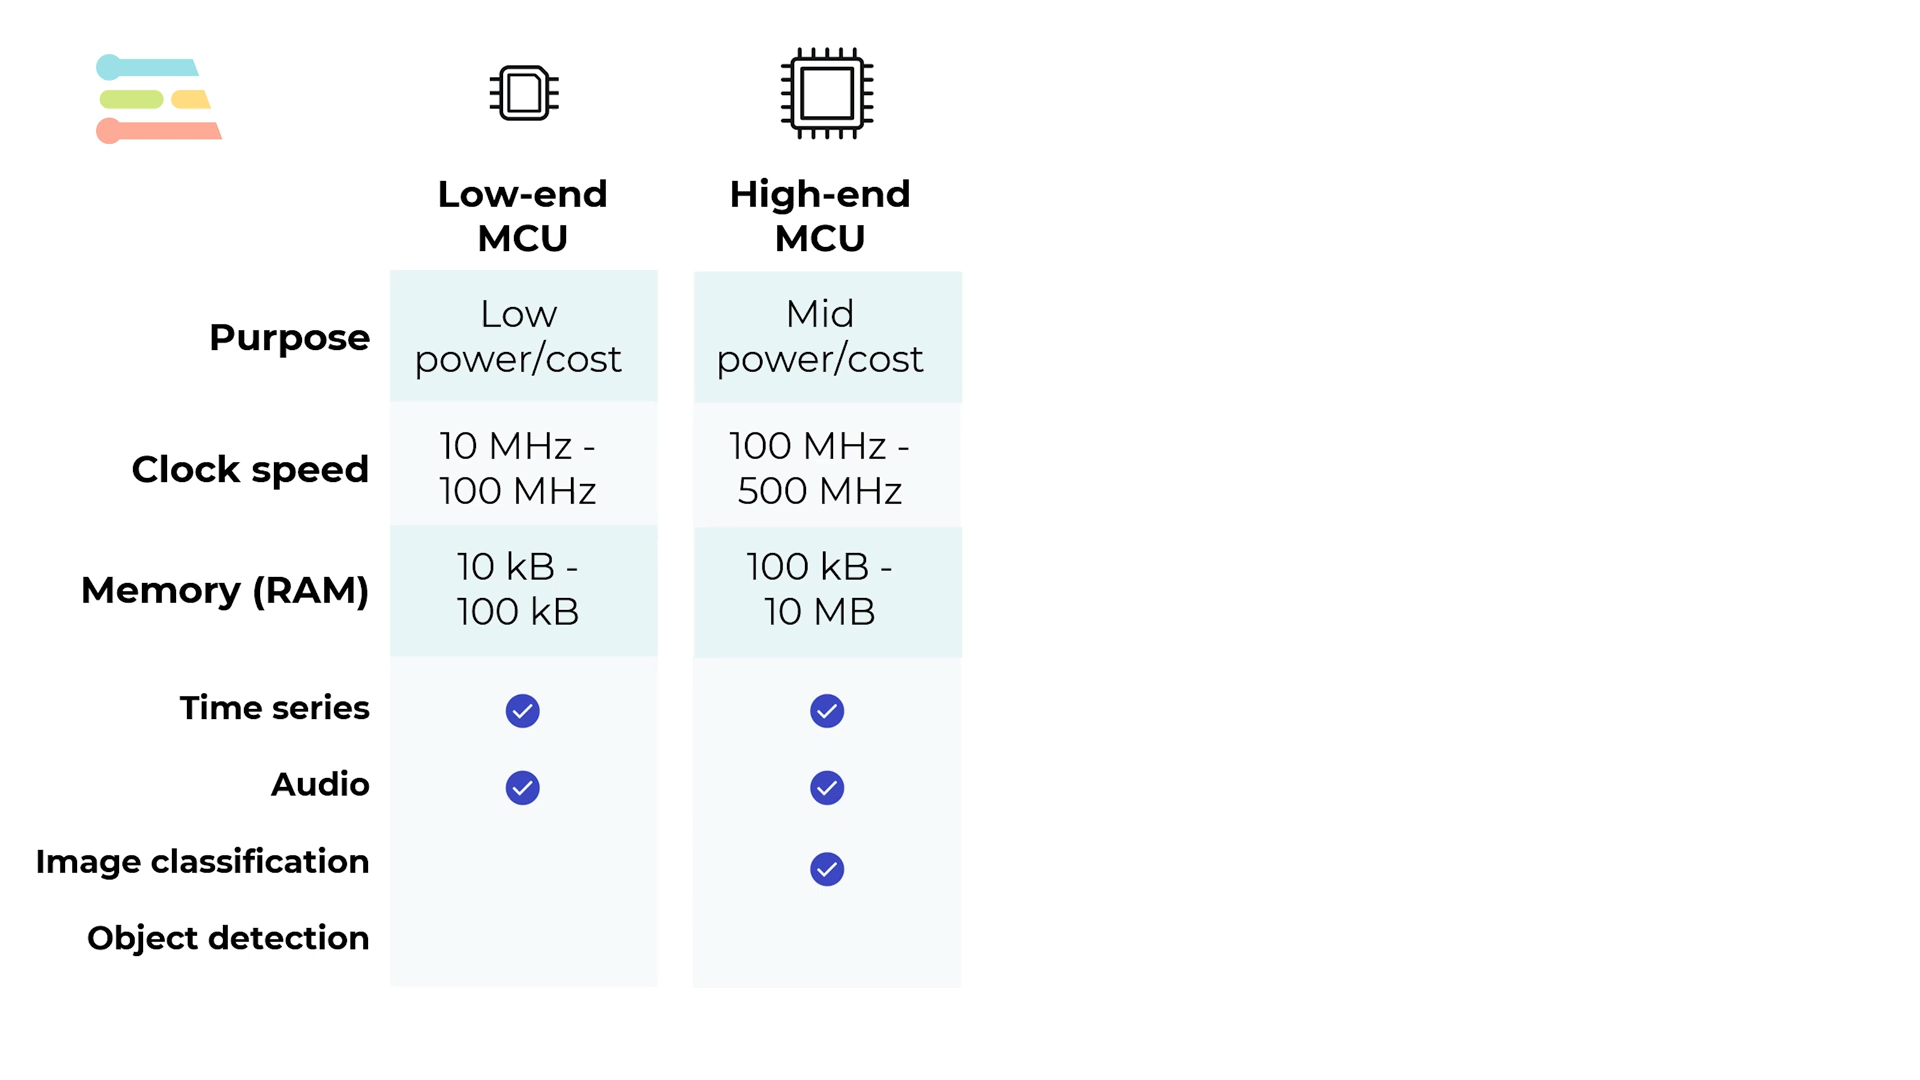 Low-end
MCU
High-end
MCU
Purpose
Low
power/cost
Mid
power/cost
Clock speed
10 MHz -
100 MHz
100 MHz -
500 MHz
Memory (RAM)
10 kB -
100 kB
100 kB -
10 MB
Time series
Audio
Image classification
Object detection